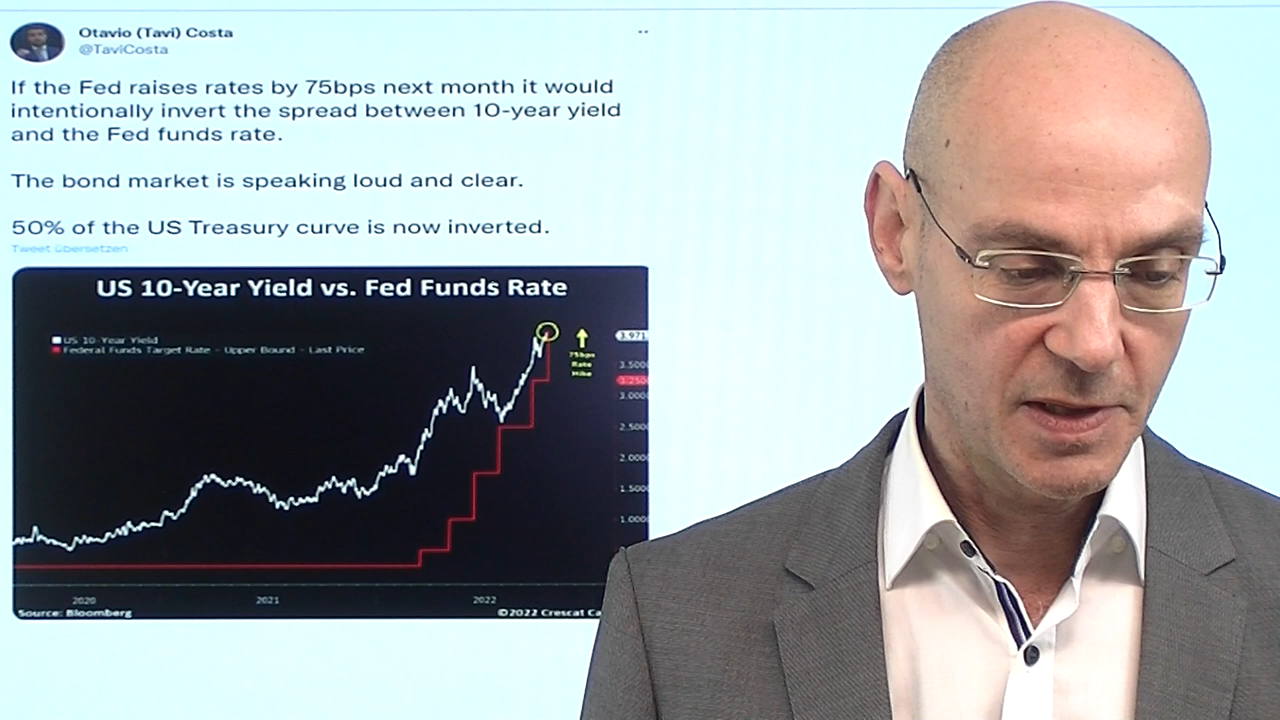 Otavio (Tavi) Costa
@TaviCosta
If the Fed raises rates by 75bps next month it would
intentionally invert the spread between 10-year yield
and the Fed funds rate.
The bond market is speaking loud and clear.
50% of the US Treasury curve is now inverted.
Tweet übersetzen
US 10-Year Yield vs. Fed Funds Rate
US 10-Year Yield
Federal Funds Target Rate - Upper Bound - Last Price
75bps
Rate
Hike
3.971
3.500
3.250
3.000
2.500
2.000
1.500
1.000
2020
2021
2022
Source: Bloomberg
©2022 Crescat Ca